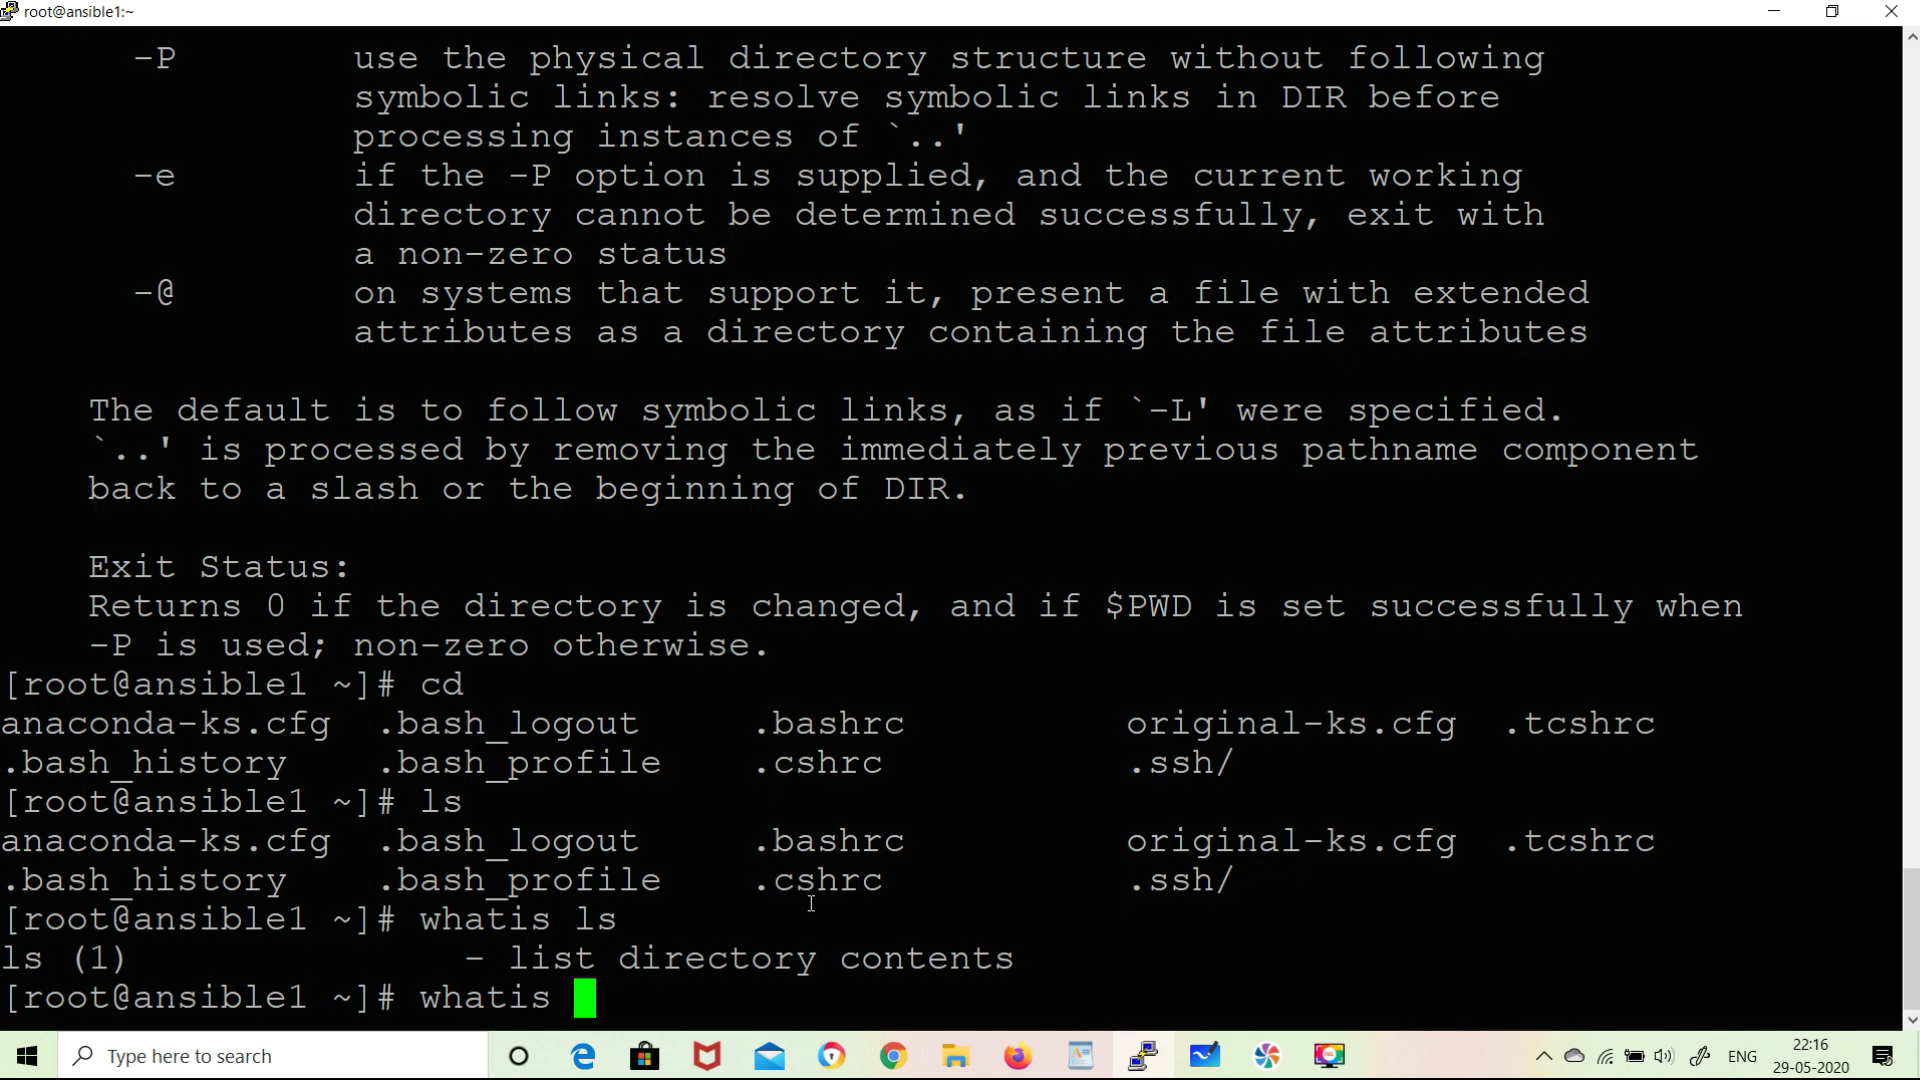 root@ansible1:~
-P use the physical directory structure without following
symbolic links: resolve symbolic links in DIR before
processing instances of `..'
-e if the -P option is supplied, and the current working
directory cannot be determined successfully, exit with
a non-zero status
-@ on systems that support it, present a file with extended
attributes as a directory containing the file attributes
The default is to follow symbolic links, as if `-L' were specified.
`..' is processed by removing the immediately previous pathname component
back to a slash or the beginning of DIR.
Exit Status:
Returns 0 if the directory is changed, and if $PWD is set successfully when
-P is used; non-zero otherwise.
[root@ansible1 ~]# cd
anaconda-ks.cfg .bash_logout .bashrc original-ks.cfg .tcshrc
.bash_history .bash_profile .cshrc .ssh/
[root@ansible1 ~]# ls
anaconda-ks.cfg .bash_logout .bashrc original-ks.cfg .tcshrc
.bash_history .bash_profile .cshrc .ssh/
[root@ansible1 ~]# whatis ls
ls (1) - list directory contents
[root@ansible1 ~]# whatis
Type here to search
ENG
22:16
29-05-2020